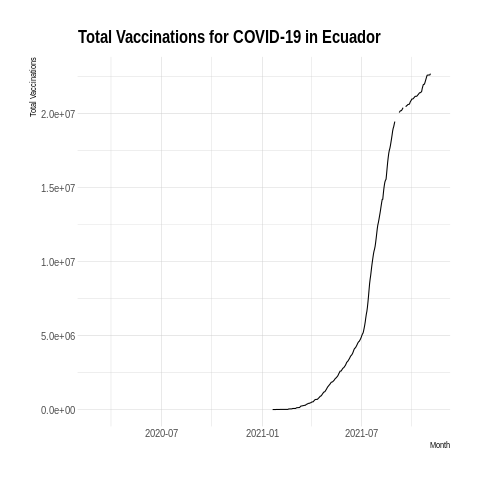 Total Vaccinations for COVID-19 in Ecuador
Total Vaccinations
2.0e+07
1.5e+07
1.0e+07
5.0e+06
0.0e+00
2020-07 2021-01 2021-07
Month